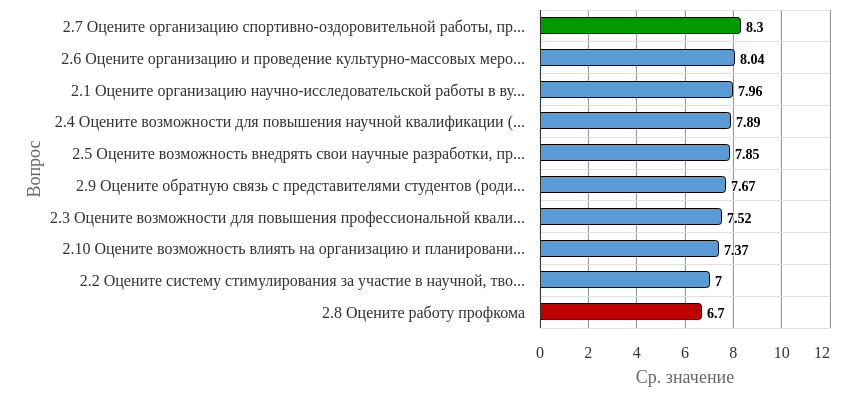 2.7 Оцените организацию спортивно-оздоровительной работы, пр... 8.3
2.6 Оцените организацию и проведение культурно-массовых меро... 8.04
2.1 Оцените организацию научно-исследовательской работы в ву... 7.96
2.4 Оцените возможности для повышения научной квалификации (... 7.89
2.5 Оцените возможность внедрять свои научные разработки, пр... 7.85
2.9 Оцените обратную связь с представителями студентов (роди... 7.67
2.3 Оцените возможности для повышения профессиональной квали... 7.52
2.10 Оцените возможность влиять на организацию и планировани... 7.37
2.2 Оцените систему стимулирования за участие в научной, тво... 7
2.8 Оцените работу профкома 6.7
Вопрос
0 2 4 6 8 10 12
Ср. значение